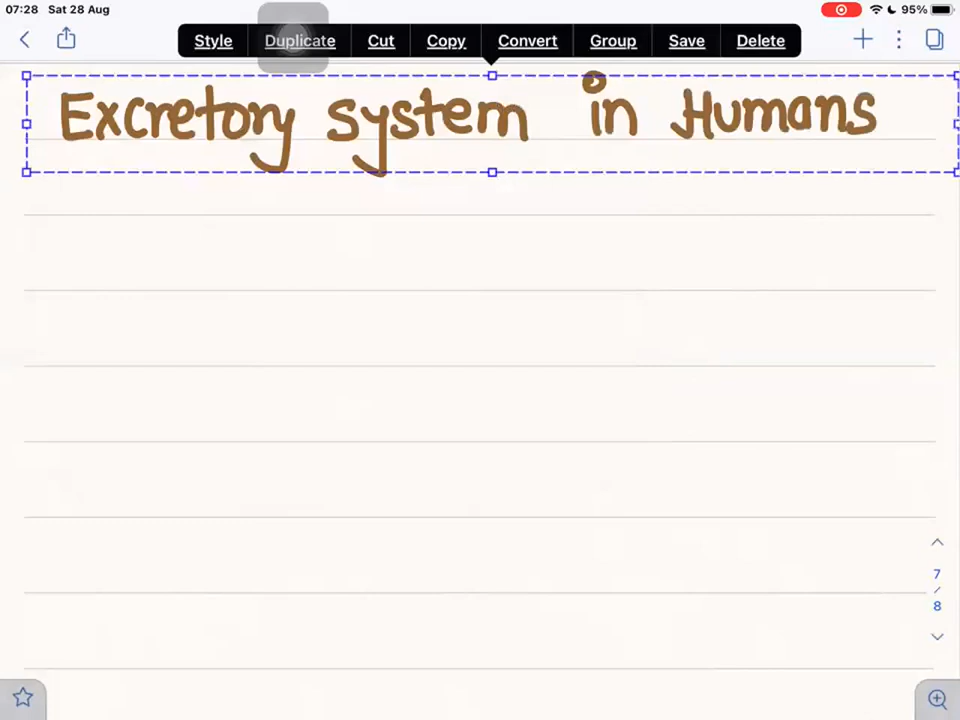 07:28 Sat 28 Aug 95%
Style Duplicate Cut Copy Convert Group Save Delete
Excretory system in Humans
7
/
8